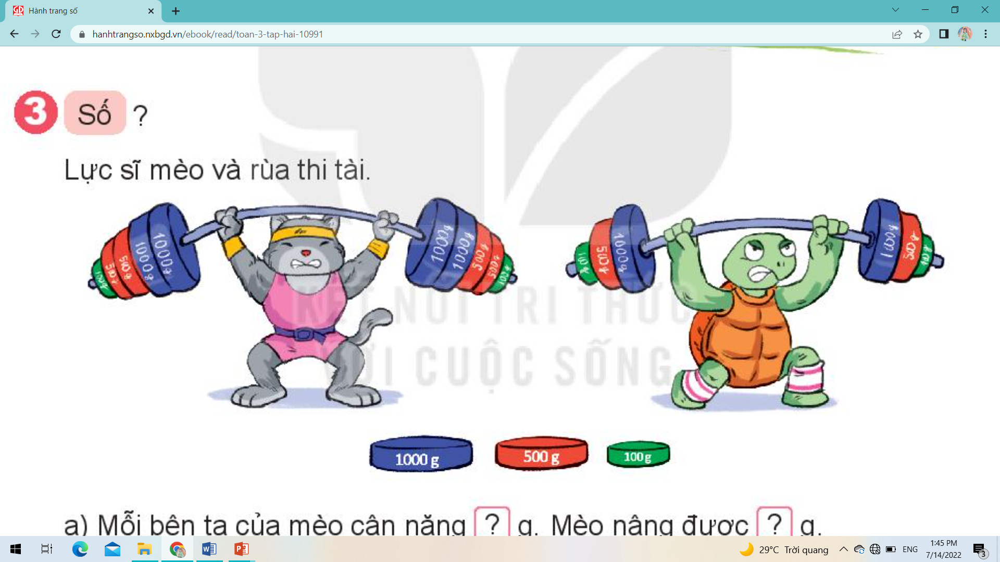 Hành trang số
hanhtrangso.nxbgd.vn/ebook/read/toan-3-tap-hai-10991
3 Số ?
Lực sĩ mèo và rùa thi tài.
100g 500g 500g 1000g 1000g
1000g 1000g 500g 500g 100g
100g 500g 1000g
1000g 500g 100g
KẾT NỐI TRI THỨC
VỚI CUỘC SỐNG
1000 g 500 g 100 g
a) Mỗi bên tạ của mèo cân nặng ? g. Mèo nâng được ? g.
29°C Trời quang
ENG
1:45 PM
7/14/2022
3